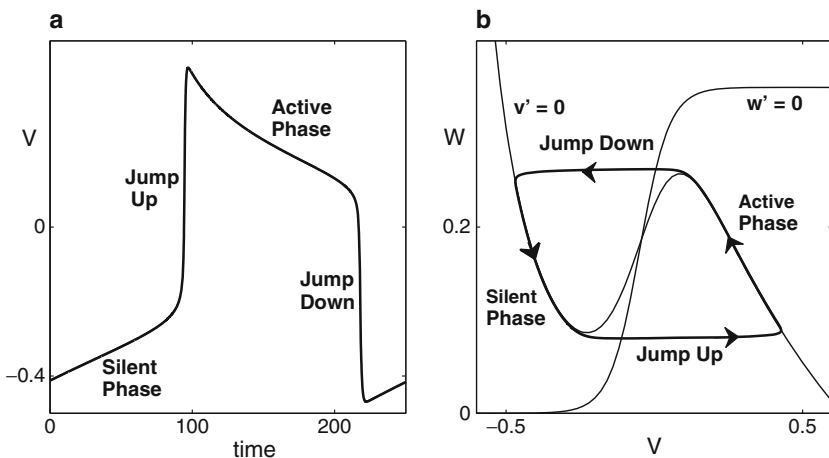 a
V
0
−0.4
0
100
200
time
Silent
Phase
Jump
Up
Active
Phase
Jump
Down
b
W
0.2
0
−0.5
0
0.5
V
v' = 0
w' = 0
Jump Down
Active
Phase
Silent
Phase
Jump Up